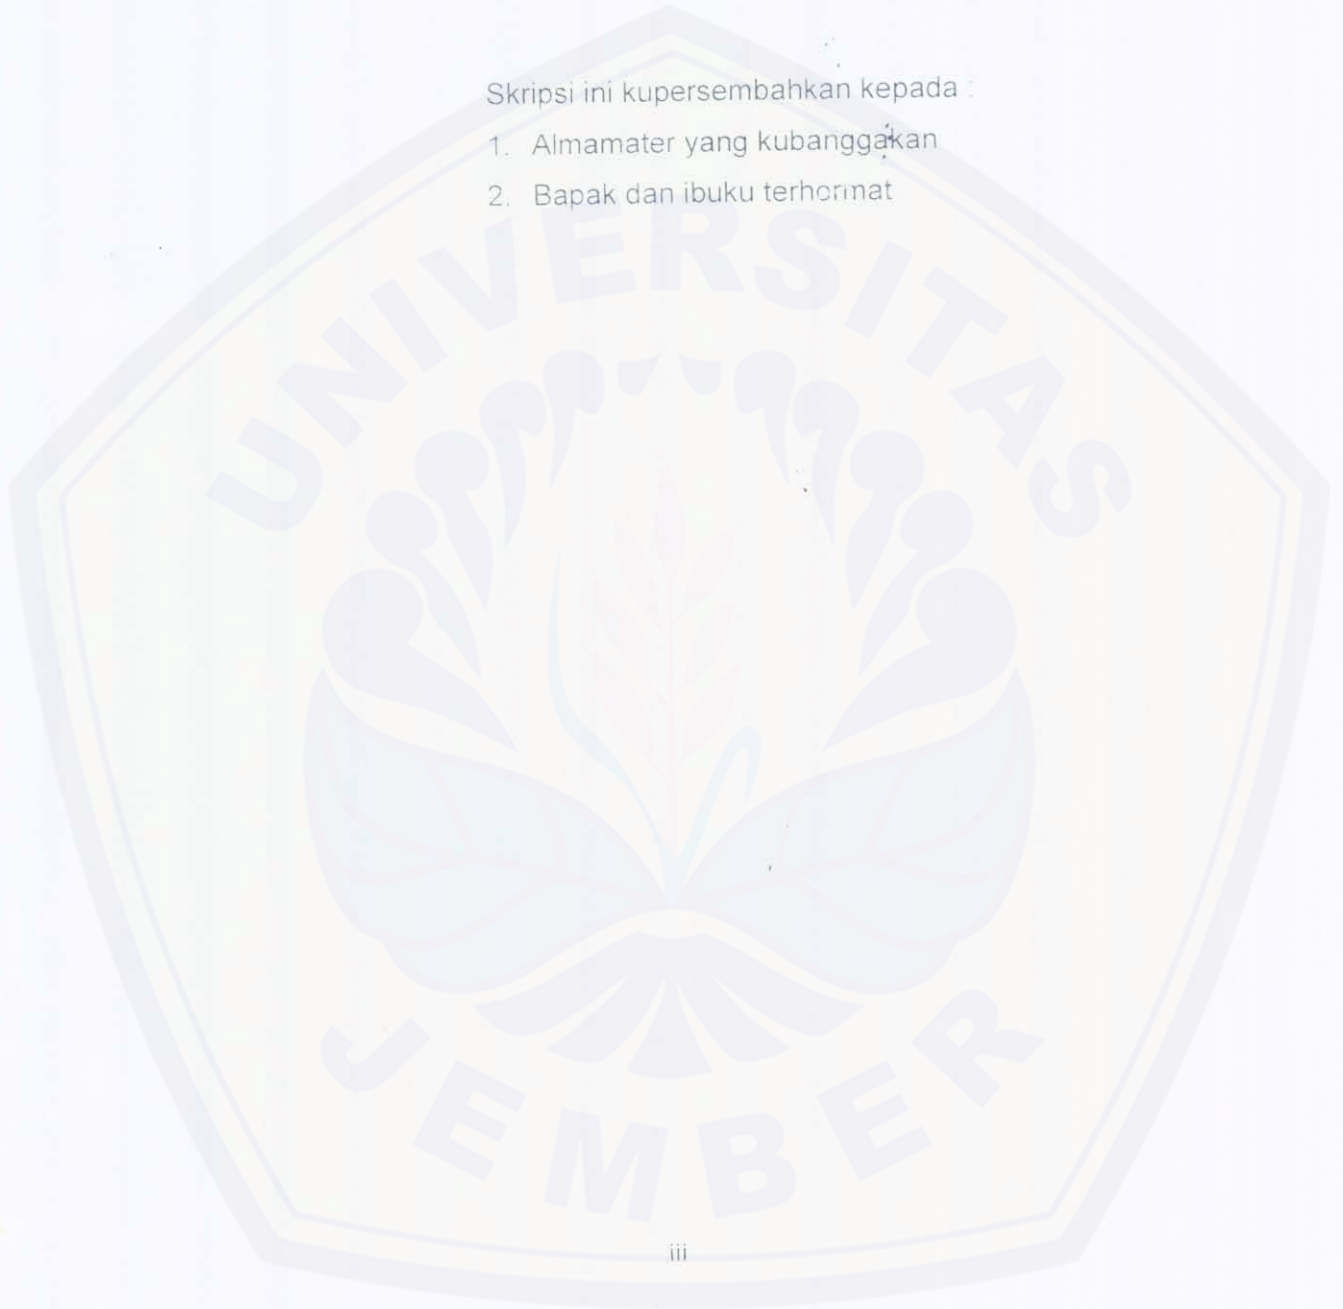 Skripsi ini kupersembahkan kepada :
1. Almamater yang kubanggakan
2. Bapak dan ibuku terhormat
UNIVERSITAS
JEMBER
iii